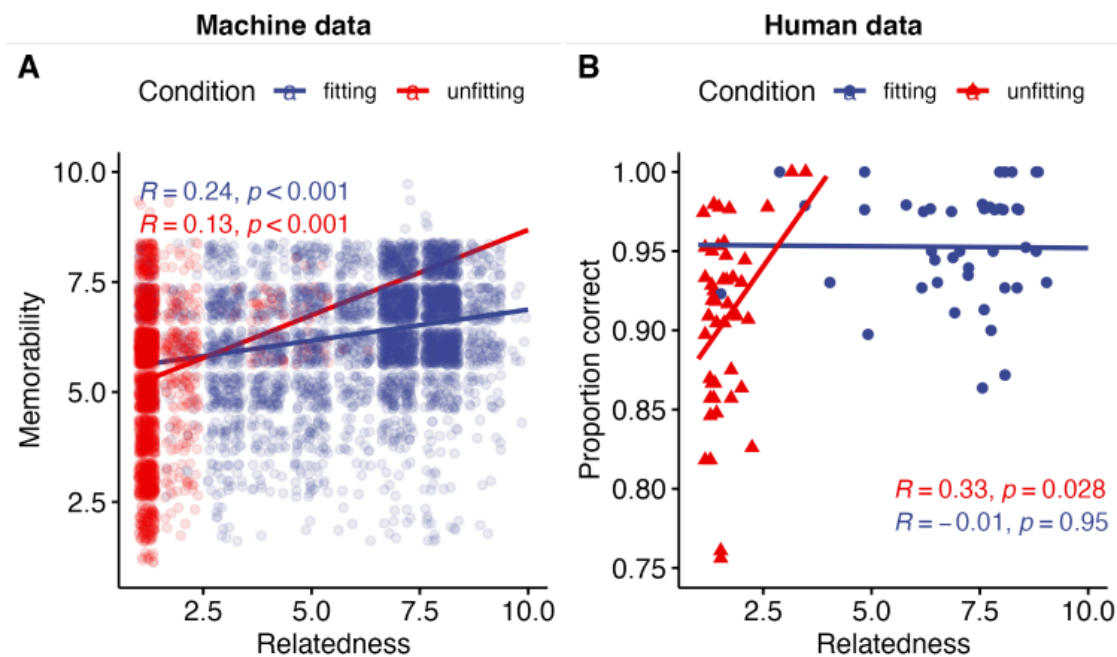 Machine data
A
Condition a fitting a unfitting
R = 0.24, p < 0.001
R = 0.13, p < 0.001
Memorability
10.0
7.5
5.0
2.5
2.5 5.0 7.5 10.0
Relatedness
Human data
B
Condition a fitting a unfitting
Proportion correct
1.00
0.95
0.90
0.85
0.80
0.75
R = 0.33, p = 0.028
R = −0.01, p = 0.95
2.5 5.0 7.5 10.0
Relatedness